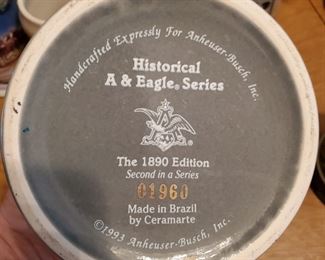 Handcrafted Expressly For Anheuser-Busch, Inc.
Historical
A & Eagle® Series
The 1890 Edition
Second in a Series
01960
Made in Brazil
by Ceramarte
©1993 Anheuser-Busch, Inc.